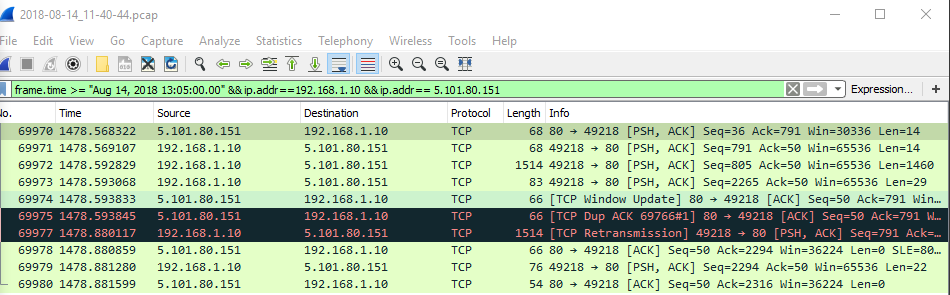 2018-08-14_11-40-44.pcap
File Edit View Go Capture Analyze Statistics Telephony Wireless Tools Help
frame.time >= "Aug 14, 2018 13:05:00.00" && ip.addr==192.168.1.10 && ip.addr== 5.101.80.151 Expression… +
No. Time Source Destination Protocol Length Info
69970 1478.568322 5.101.80.151 192.168.1.10 TCP 68 80 → 49218 [PSH, ACK] Seq=36 Ack=791 Win=30336 Len=14
69971 1478.569107 192.168.1.10 5.101.80.151 TCP 68 49218 → 80 [PSH, ACK] Seq=791 Ack=50 Win=65536 Len=14
69972 1478.592829 192.168.1.10 5.101.80.151 TCP 1514 49218 → 80 [PSH, ACK] Seq=805 Ack=50 Win=65536 Len=1460
69973 1478.593068 192.168.1.10 5.101.80.151 TCP 83 49218 → 80 [PSH, ACK] Seq=2265 Ack=50 Win=65536 Len=29
69974 1478.593833 5.101.80.151 192.168.1.10 TCP 66 [TCP Window Update] 80 → 49218 [ACK] Seq=50 Ack=791 Win…
69975 1478.593845 5.101.80.151 192.168.1.10 TCP 66 [TCP Dup ACK 69766#1] 80 → 49218 [ACK] Seq=50 Ack=791 W…
69977 1478.880117 192.168.1.10 5.101.80.151 TCP 1514 [TCP Retransmission] 49218 → 80 [PSH, ACK] Seq=791 Ack=…
69978 1478.880859 5.101.80.151 192.168.1.10 TCP 66 80 → 49218 [ACK] Seq=50 Ack=2294 Win=36224 Len=0 SLE=80…
69979 1478.881280 192.168.1.10 5.101.80.151 TCP 76 49218 → 80 [PSH, ACK] Seq=2294 Ack=50 Win=65536 Len=22
69980 1478.881599 5.101.80.151 192.168.1.10 TCP 54 80 → 49218 [ACK] Seq=50 Ack=2316 Win=36224 Len=0